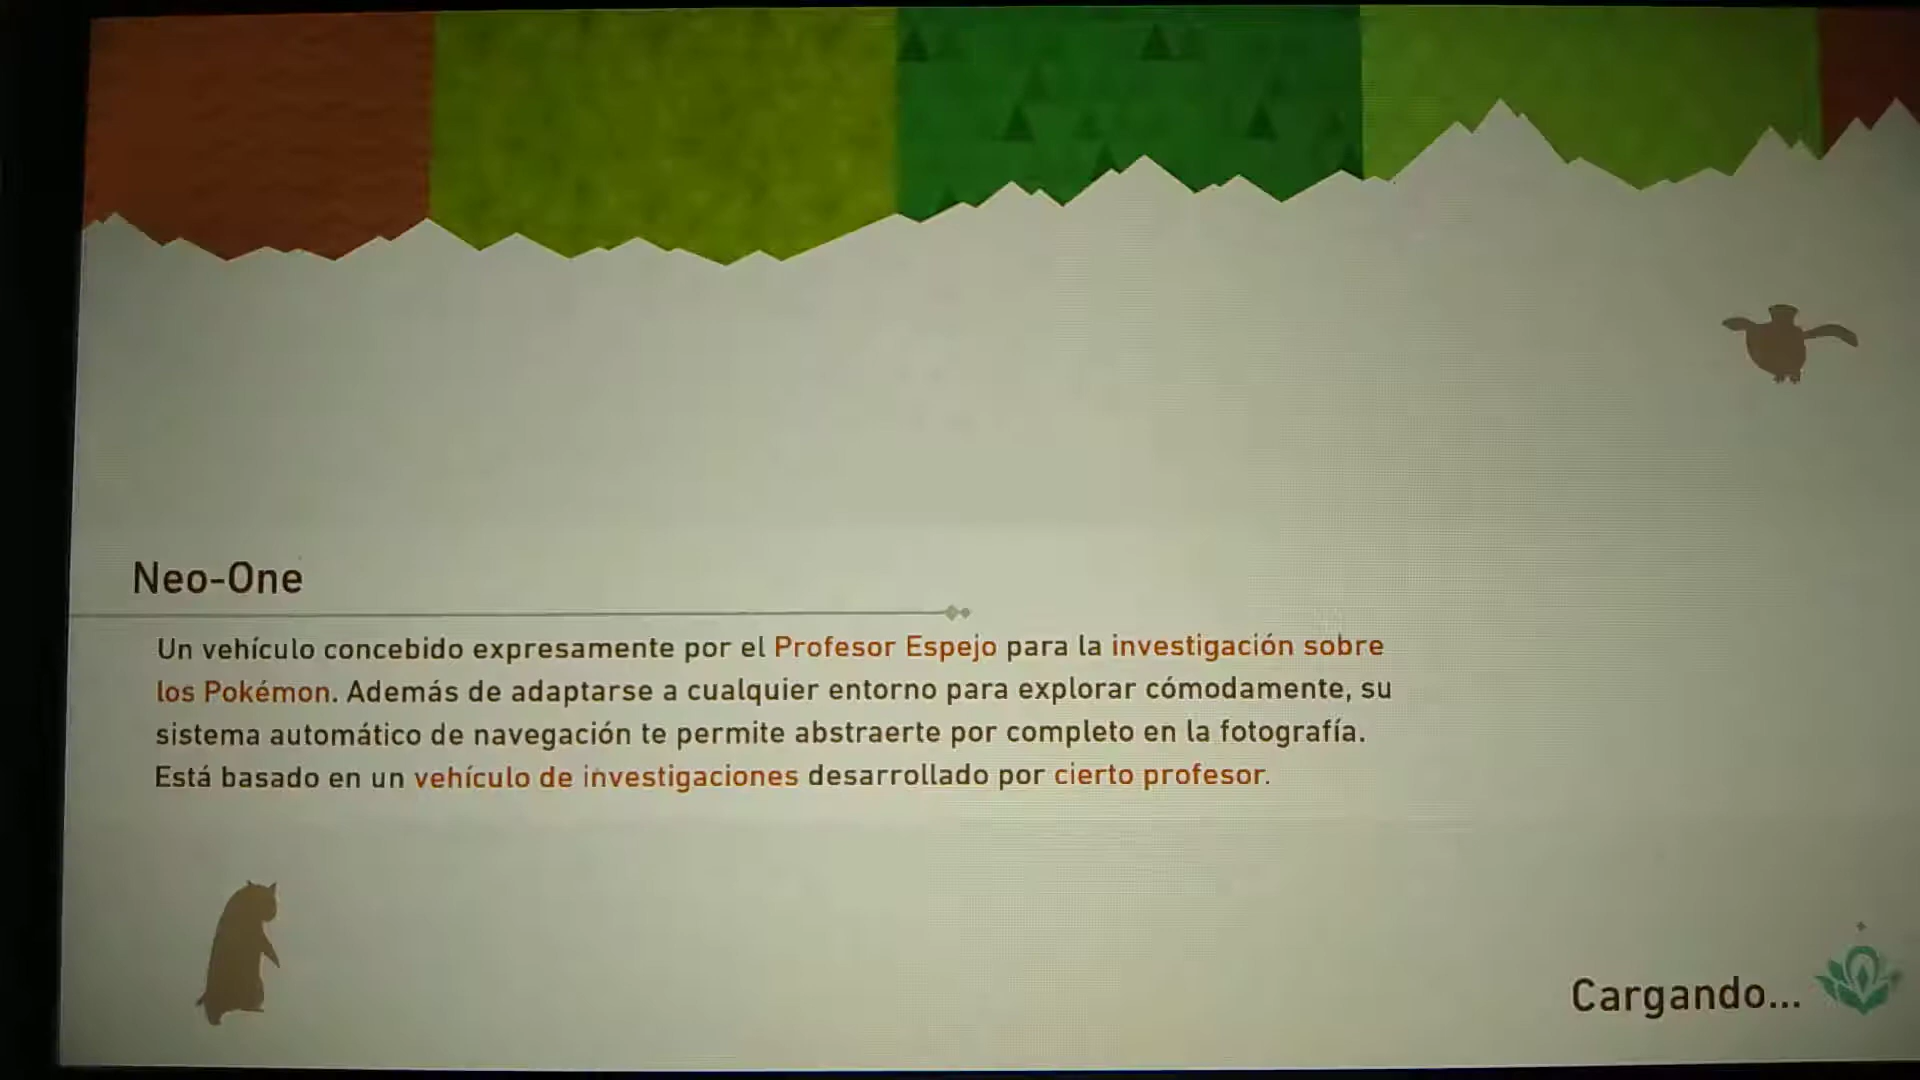 Neo-One
Un vehículo concebido expresamente por el Profesor Espejo para la investigación sobre
los Pokémon. Además de adaptarse a cualquier entorno para explorar cómodamente, su
sistema automático de navegación te permite abstraerte por completo en la fotografía.
Está basado en un vehículo de investigaciones desarrollado por cierto profesor.
Cargando...